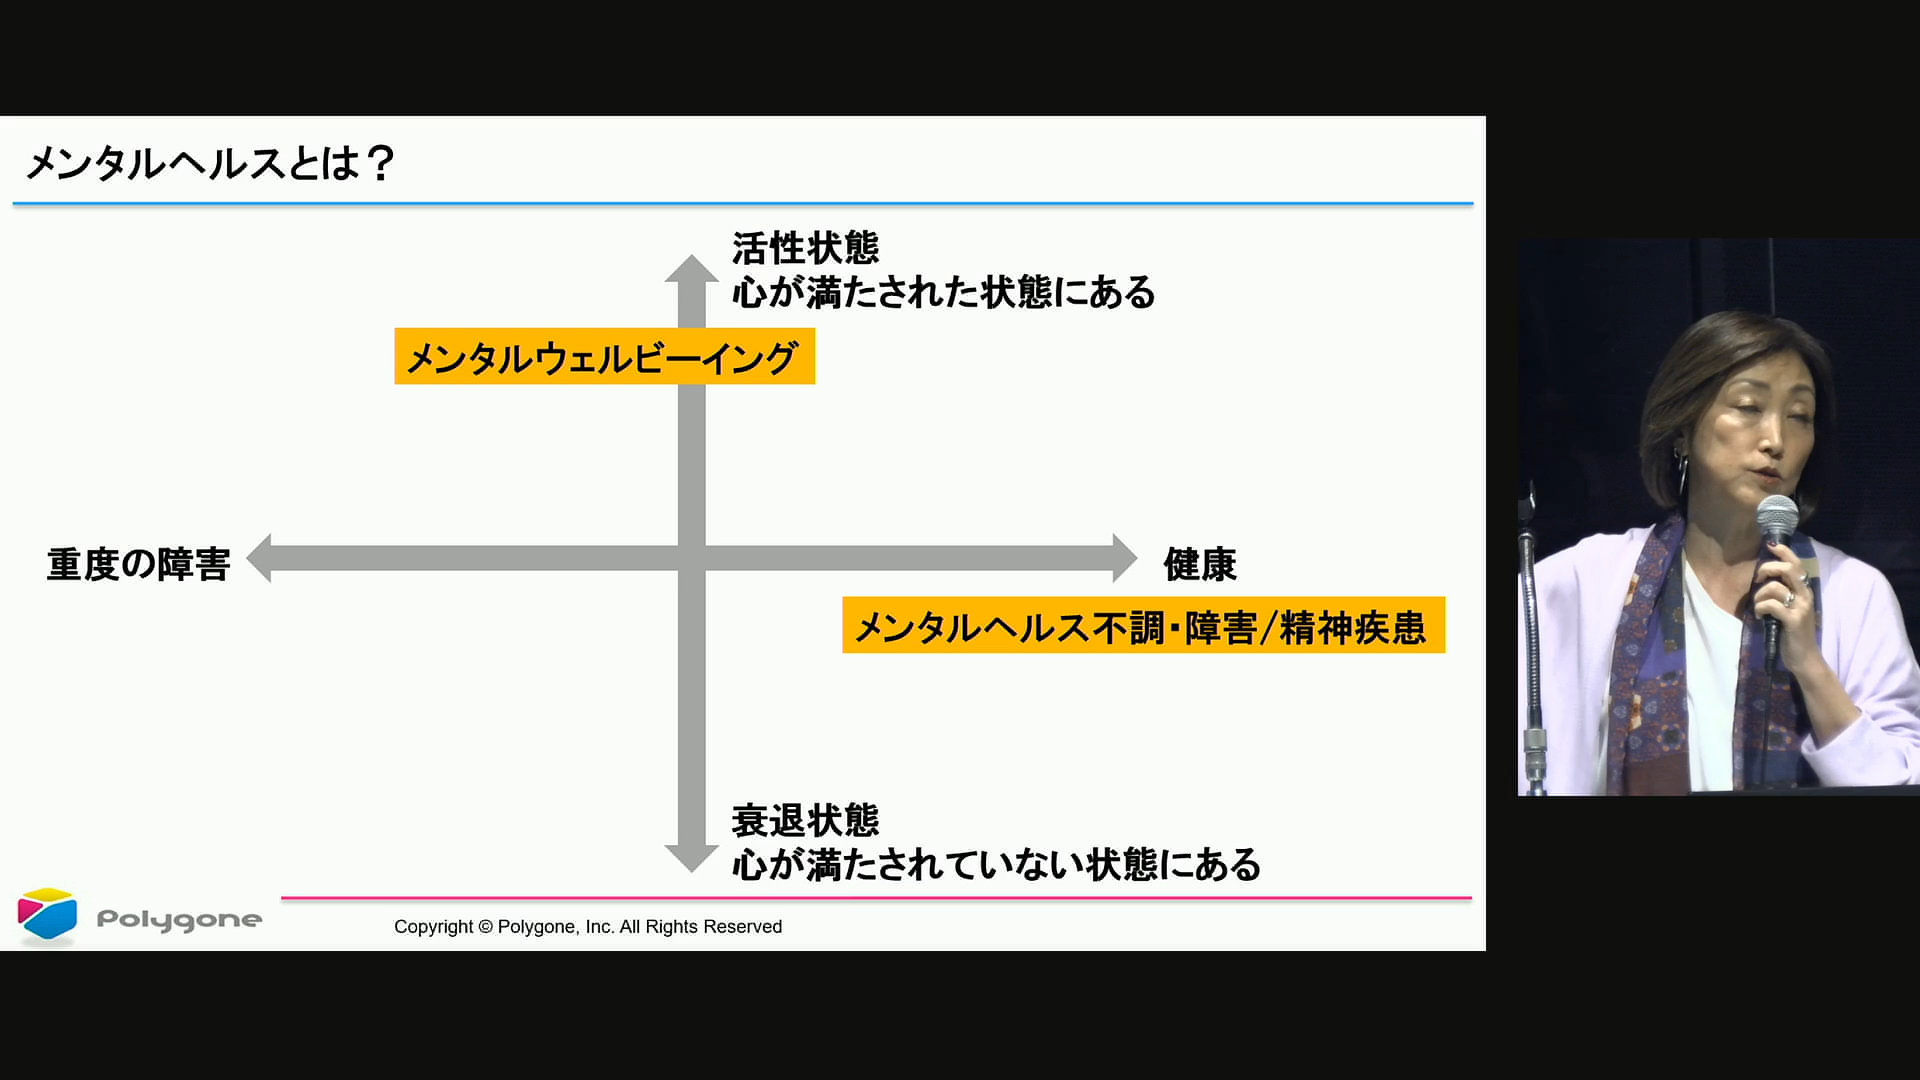 メンタルヘルスとは？
活性状態
心が満たされた状態にある
メンタルウェルビーイング
重度の障害
健康
メンタルヘルス不調・障害/精神疾患
衰退状態
心が満たされていない状態にある
Polygone
Copyright © Polygone, Inc. All Rights Reserved